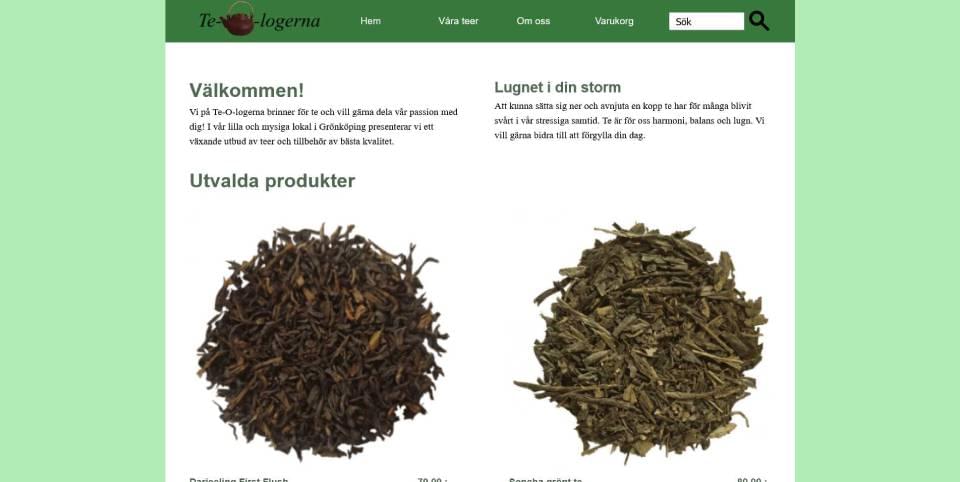 Te- -logerna
Hem
Våra teer
Om oss
Varukorg
Sök
Välkommen!
Vi på Te-O-logerna brinner för te och vill gärna dela vår passion med
dig! I vår lilla och mysiga lokal i Grönköping presenterar vi ett
växande utbud av teer och tillbehör av bästa kvalitet.
Lugnet i din storm
Att kunna sätta sig ner och avnjuta en kopp te har för många blivit
svårt i vår stressiga samtid. Te är för oss harmoni, balans och lugn. Vi
vill gärna bidra till att förgylla din dag.
Utvalda produkter
Darjeeling First Flush
79.00 :-
Sencha grönt te
89.00 :-